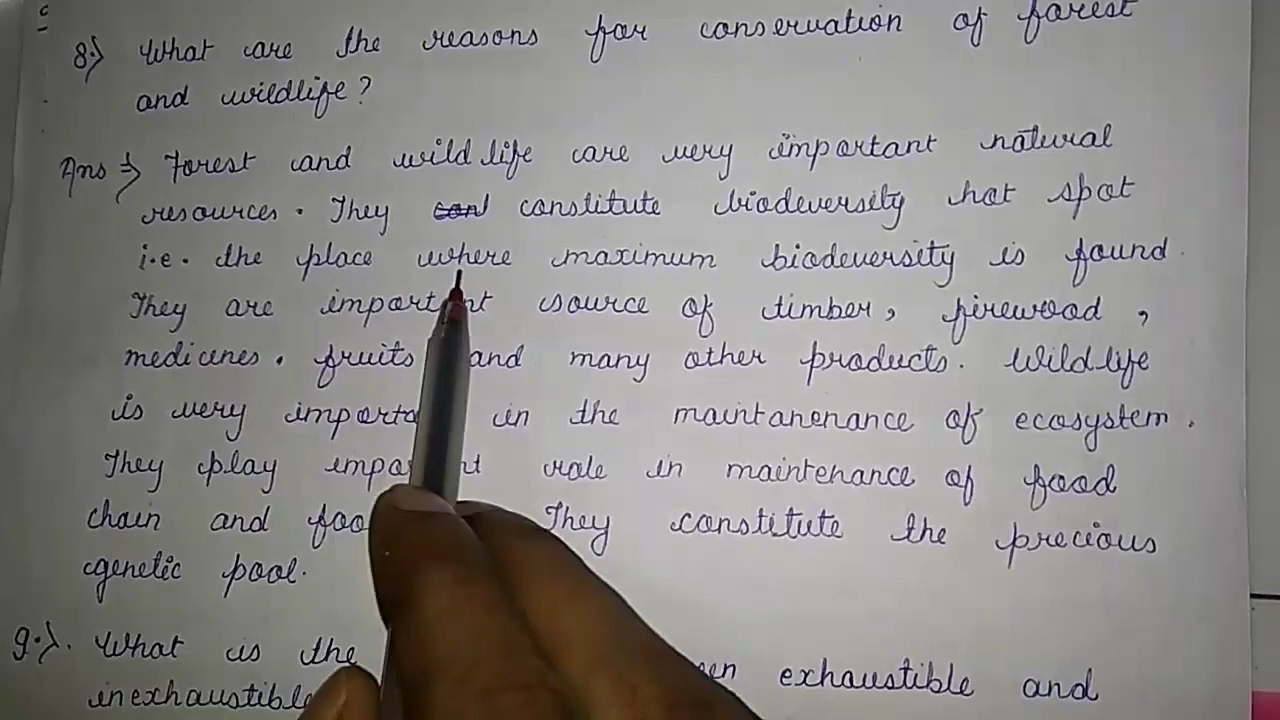 8.) What are the reasons for conservation of forest
and wildlife?
Ans ⇒ Forest and wild life are very important natural
resources. They constitute biodeversity hot spot
i.e. the place where maximum biodeversity is found.
They are important source of timber, firewood,
medicines. fruits and many other products. Wildlife
is very in the maintanenance of ecosystem.
They play role in maintenance of food
chain and They constitute the precious
genetic pool.
9.). What is the exhaustible and
inexhaustible